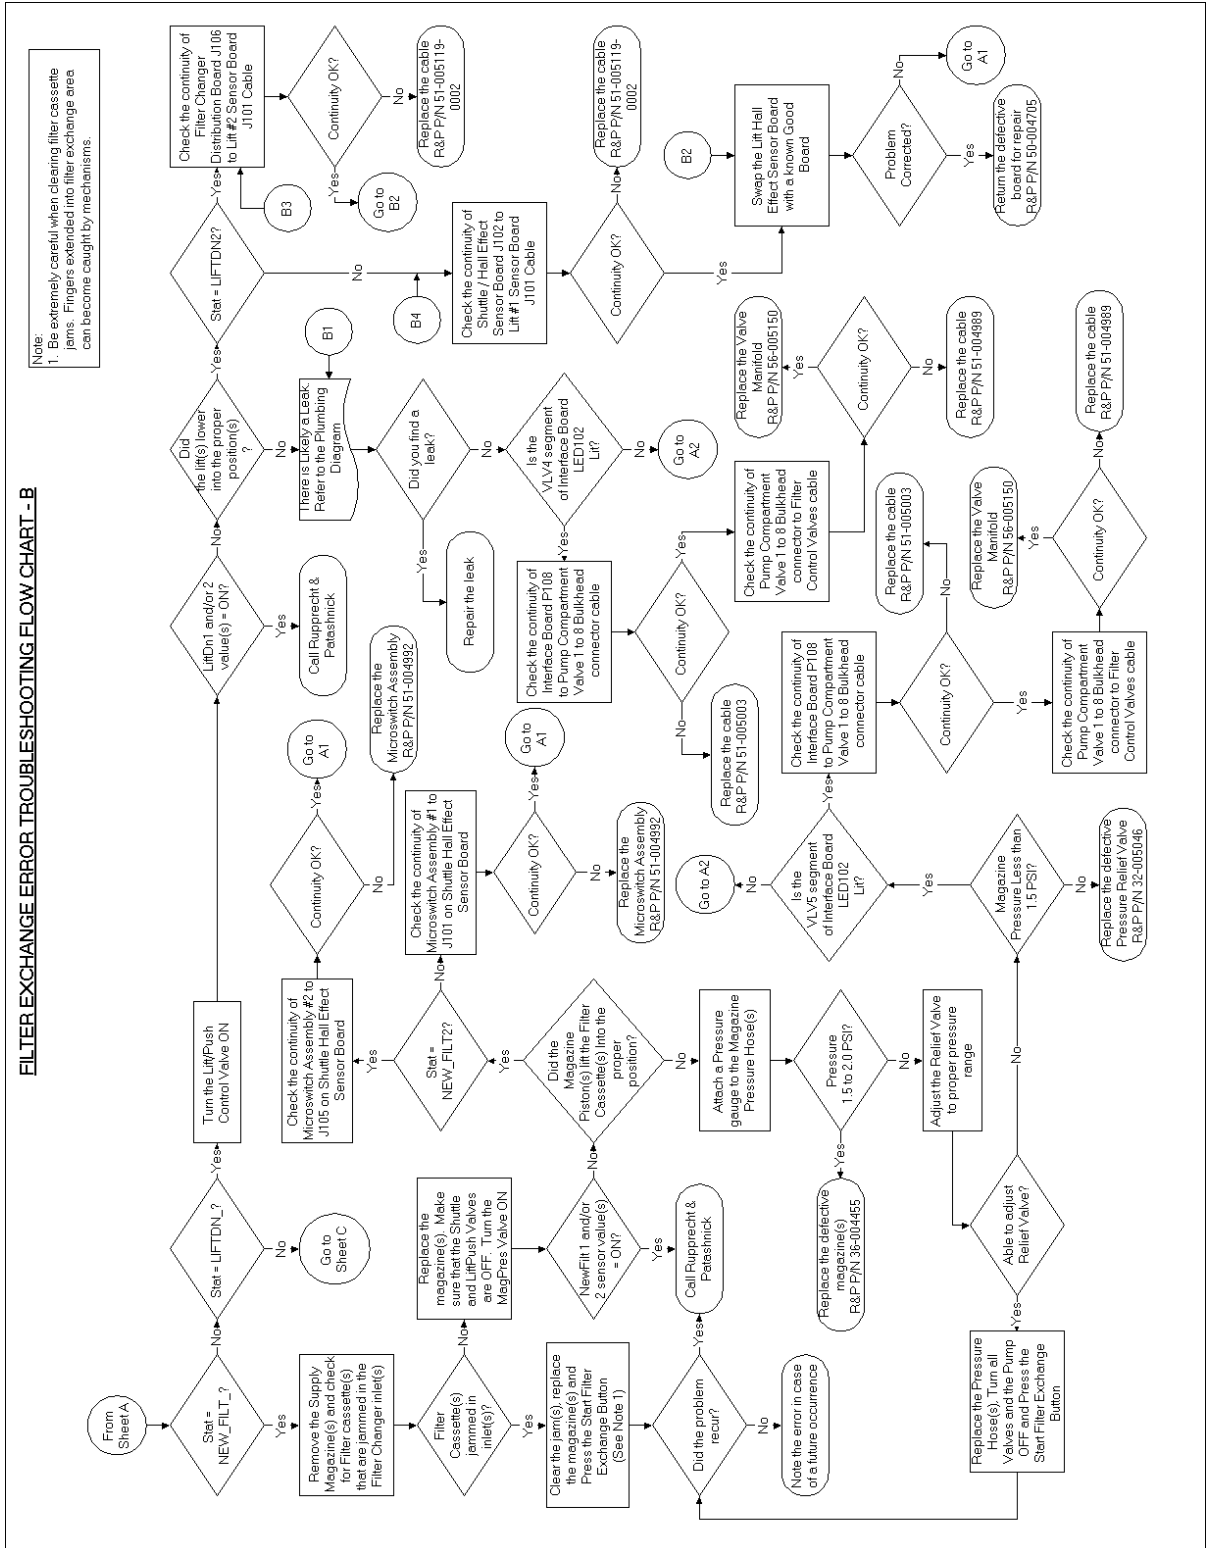 FILTER EXCHANGE ERROR TROUBLESHOOTING FLOW CHART - B
Note:
1. Be extremely careful when clearing filter cassette
jams. Fingers extended into filter exchange area
can become caught by mechanisms.
From
Sheet A
Stat =
NEW_FILT_?
No
Yes
Stat = LIFTDN_?
Yes
No
Go to
Sheet C
Turn the Lift/Push
Control Valve ON
LiftDn1 and/or 2
value(s) = ON?
No
Yes
Call Rupprecht &
Patashnick
Did
the lift(s) lower
into the proper
position(s)
?
Yes
No
Stat = LIFTDN2?
Yes
No
Check the continuity of
Filter Changer
Distribution Board J106
to Lift #2 Sensor Board
J101 Cable
B3
Continuity OK?
No
Yes
Replace the cable
R&P P/N 51-005119-
0002
Go to
B2
B4
Check the continuity of
Shuttle / Hall Effect
Sensor Board J102 to
Lift #1 Sensor Board
J101 Cable
Continuity OK?
No
Yes
Replace the cable
R&P P/N 51-005119-
0002
B2
Swap the Lift Hall
Effect Sensor Board
with a known Good
Board
Problem
Corrected?
No
Yes
Go to
A1
Return the defective
board for repair
R&P P/N 50-004705
B1
There is Likely a Leak.
Refer to the Plumbing
Diagram
Did you find a
leak?
Yes
No
Repair the leak
Is the
VLV4 segment
of Interface Board
LED102
Lit?
No
Yes
Go to
A2
Check the continuity of
Interface Board P108
to Pump Compartment
Valve 1 to 8 Bulkhead
connector cable
Continuity OK?
Yes
No
Replace the cable
R&P P/N 51-005003
Check the continuity of
Pump Compartment
Valve 1 to 8 Bulkhead
connector to Filter
Control Valves cable
Continuity OK?
Yes
No
Replace the Valve
Manifold
R&P P/N 56-005150
Replace the cable
R&P P/N 51-004989
Remove the Supply
Magazine(s) and check
for Filter cassette(s)
that are jammed in the
Filter Changer inlet(s)
Filter
Cassette(s)
jammed in
inlet(s)?
No
Yes
Replace the
magazine(s). Make
sure that the Shuttle
and LiftPush Valves
are OFF. Turn the
MagPres Valve ON
NewFilt 1 and/or
2 sensor value(s)
= ON?
No
Yes
Call Rupprecht &
Patashnick
Clear the jam(s), replace
the magazine(s) and
Press the Start Filter
Exchange Button
(See Note 1)
Did the problem
recur?
Yes
No
Note the error in case
of a future occurrence
Did the
Magazine
Piston(s) lift the Filter
Cassette(s) Into the
proper
position?
Yes
No
Stat =
NEW_FILT2?
Yes
No
Check the continuity of
Microswitch Assembly #2 to
J105 on Shuttle Hall Effect
Sensor Board
Continuity OK?
Yes
No
Go to
A1
Replace the
Microswitch Assembly
R&P P/N 51-004992
Check the continuity of
Microswitch Assembly #1 to
J101 on Shuttle Hall Effect
Sensor Board
Continuity OK?
Yes
No
Go to
A1
Replace the
Microswitch Assembly
R&P P/N 51-004992
Attach a Pressure
gauge to the Magazine
Pressure Hose(s)
Pressure
1.5 to 2.0 PSI?
Yes
No
Replace the defective
magazine(s)
R&P P/N 36-004455
Adjust the Relief Valve
to proper pressure
range
Able to adjust
Relief Valve?
Yes
No
Replace the Pressure
Hose(s), Turn all
Valves and the Pump
OFF and Press the
Start Filter Exchange
Button
Magazine
Pressure Less than
1.5 PSI?
Yes
No
Replace the defective
Pressure Relief Valve
R&P P/N 32-005046
Is the
VLV5 segment
of Interface Board
LED102
Lit?
No
Yes
Go to A2
Check the continuity of
Interface Board P108
to Pump Compartment
Valve 1 to 8 Bulkhead
connector cable
Continuity OK?
No
Yes
Replace the cable
R&P P/N 51-005003
Check the continuity of
Pump Compartment
Valve 1 to 8 Bulkhead
connector to Filter
Control Valves cable
Continuity OK?
Yes
No
Replace the Valve
Manifold
R&P P/N 56-005150
Replace the cable
R&P P/N 51-004989